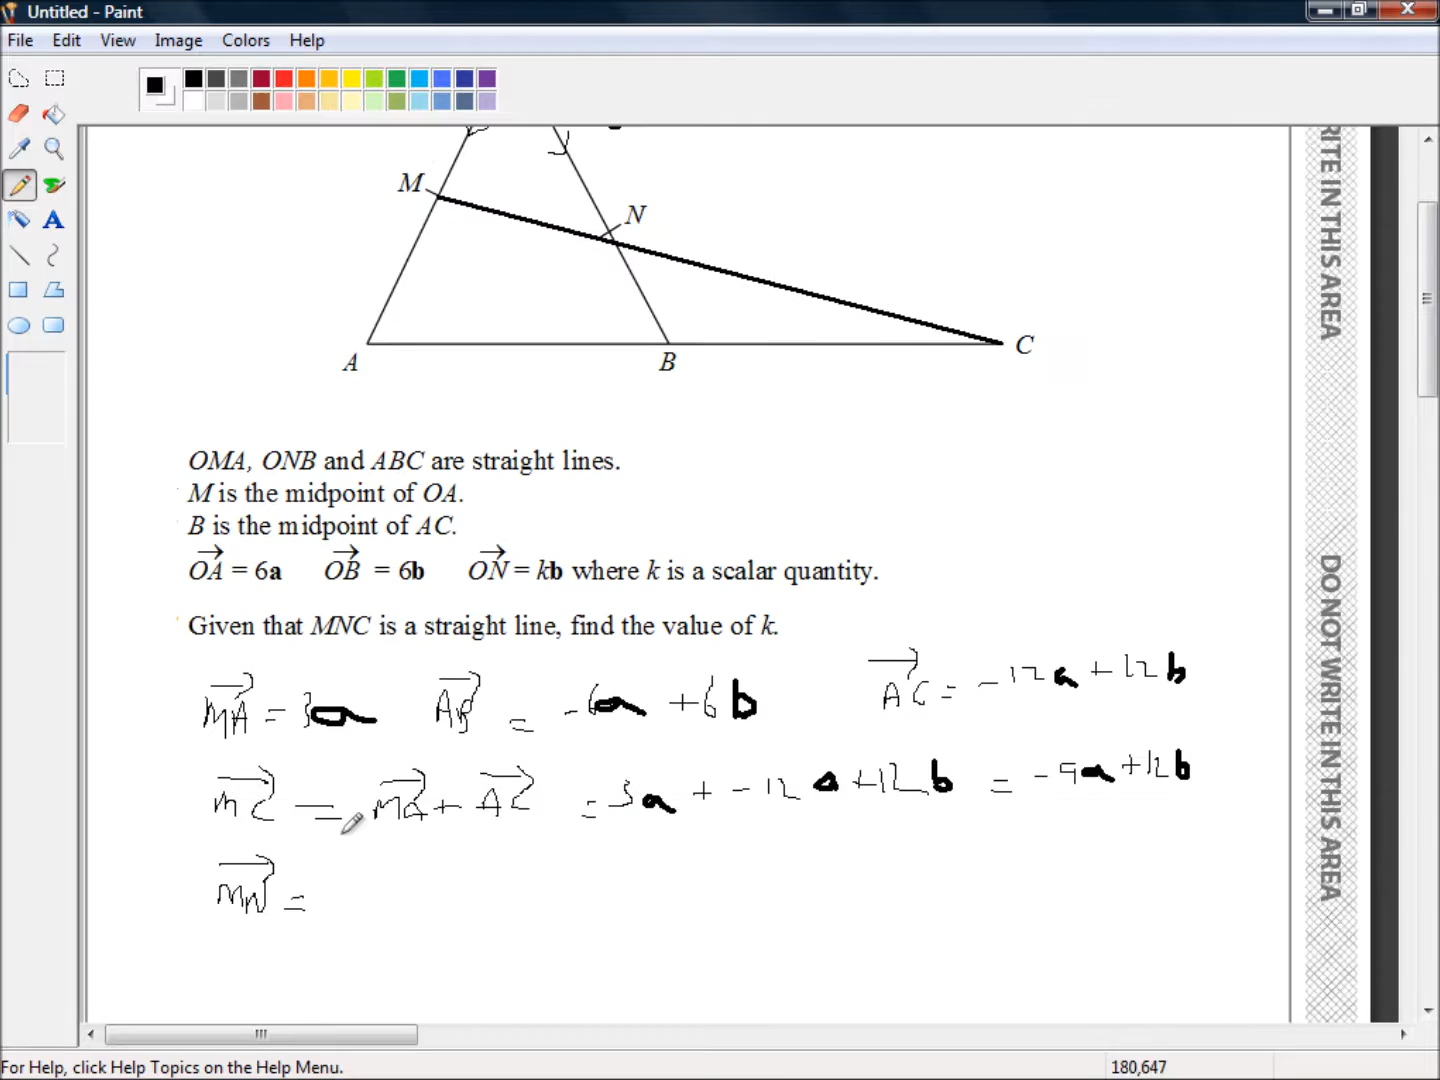 Untitled - Paint
File Edit View Image Colors Help
M
N
A
B
C
OMA, ONB and ABC are straight lines.
M is the midpoint of OA.
B is the midpoint of AC.
OA = 6a OB = 6b ON = kb where k is a scalar quantity.
Given that MNC is a straight line, find the value of k.
MA = 3a AB = -6a + 6b AC = -12a + 12b
MC = MA + AC = 3a + -12a + 12b = -9a + 12b
MN =
RITE IN THIS AREA
DO NOT WRITE IN THIS AREA
For Help, click Help Topics on the Help Menu.
180,647